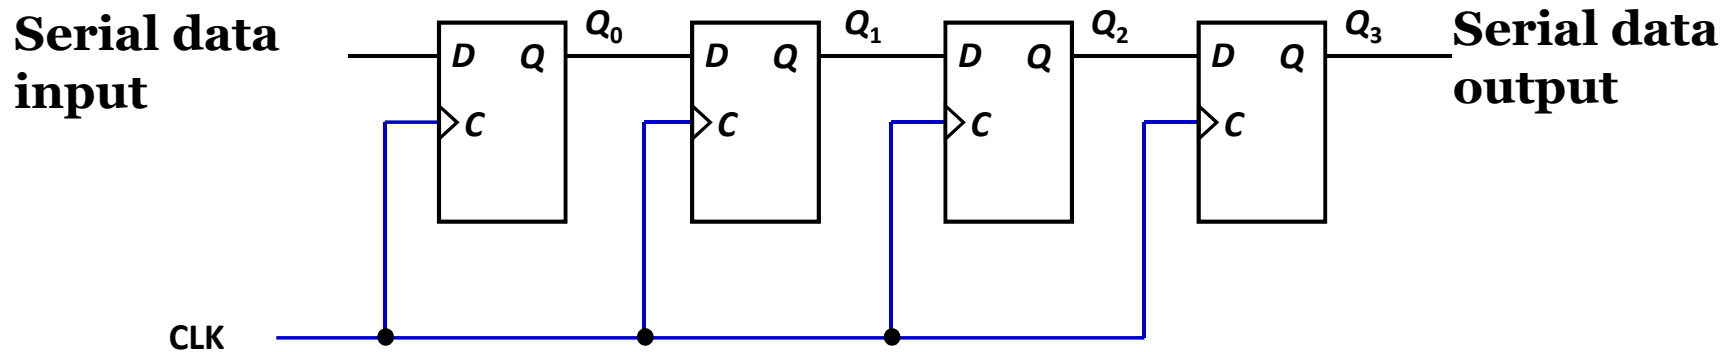 Serial data
input
D Q Q₀
C
D Q Q₁
C
D Q Q₂
C
D Q Q₃
C
Serial data
output
CLK